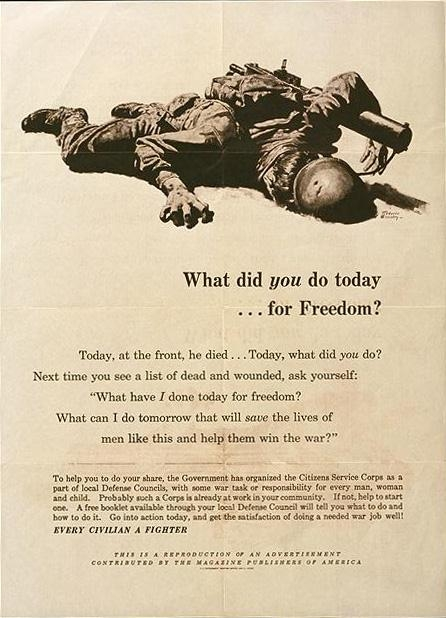 What did you do today
... for Freedom?
Today, at the front, he died... Today, what did you do?
Next time you see a list of dead and wounded, ask yourself:
"What have I done today for freedom?
What can I do tomorrow that will save the lives of
men like this and help them win the war?"
To help you to do your share, the Government has organized the Citizens Service Corps as a
part of local Defense Councils, with some war task or responsibility for every man, woman
and child. Probably such a Corps is already at work in your community. If not, help to start
one. A free booklet available through your local Defense Council will tell you what to do and
how to do it. Go into action today, and get the satisfaction of doing a needed war job well!
EVERY CIVILIAN A FIGHTER
THIS IS A REPRODUCTION OF AN ADVERTISEMENT
CONTRIBUTED BY THE MAGAZINE PUBLISHERS OF AMERICA